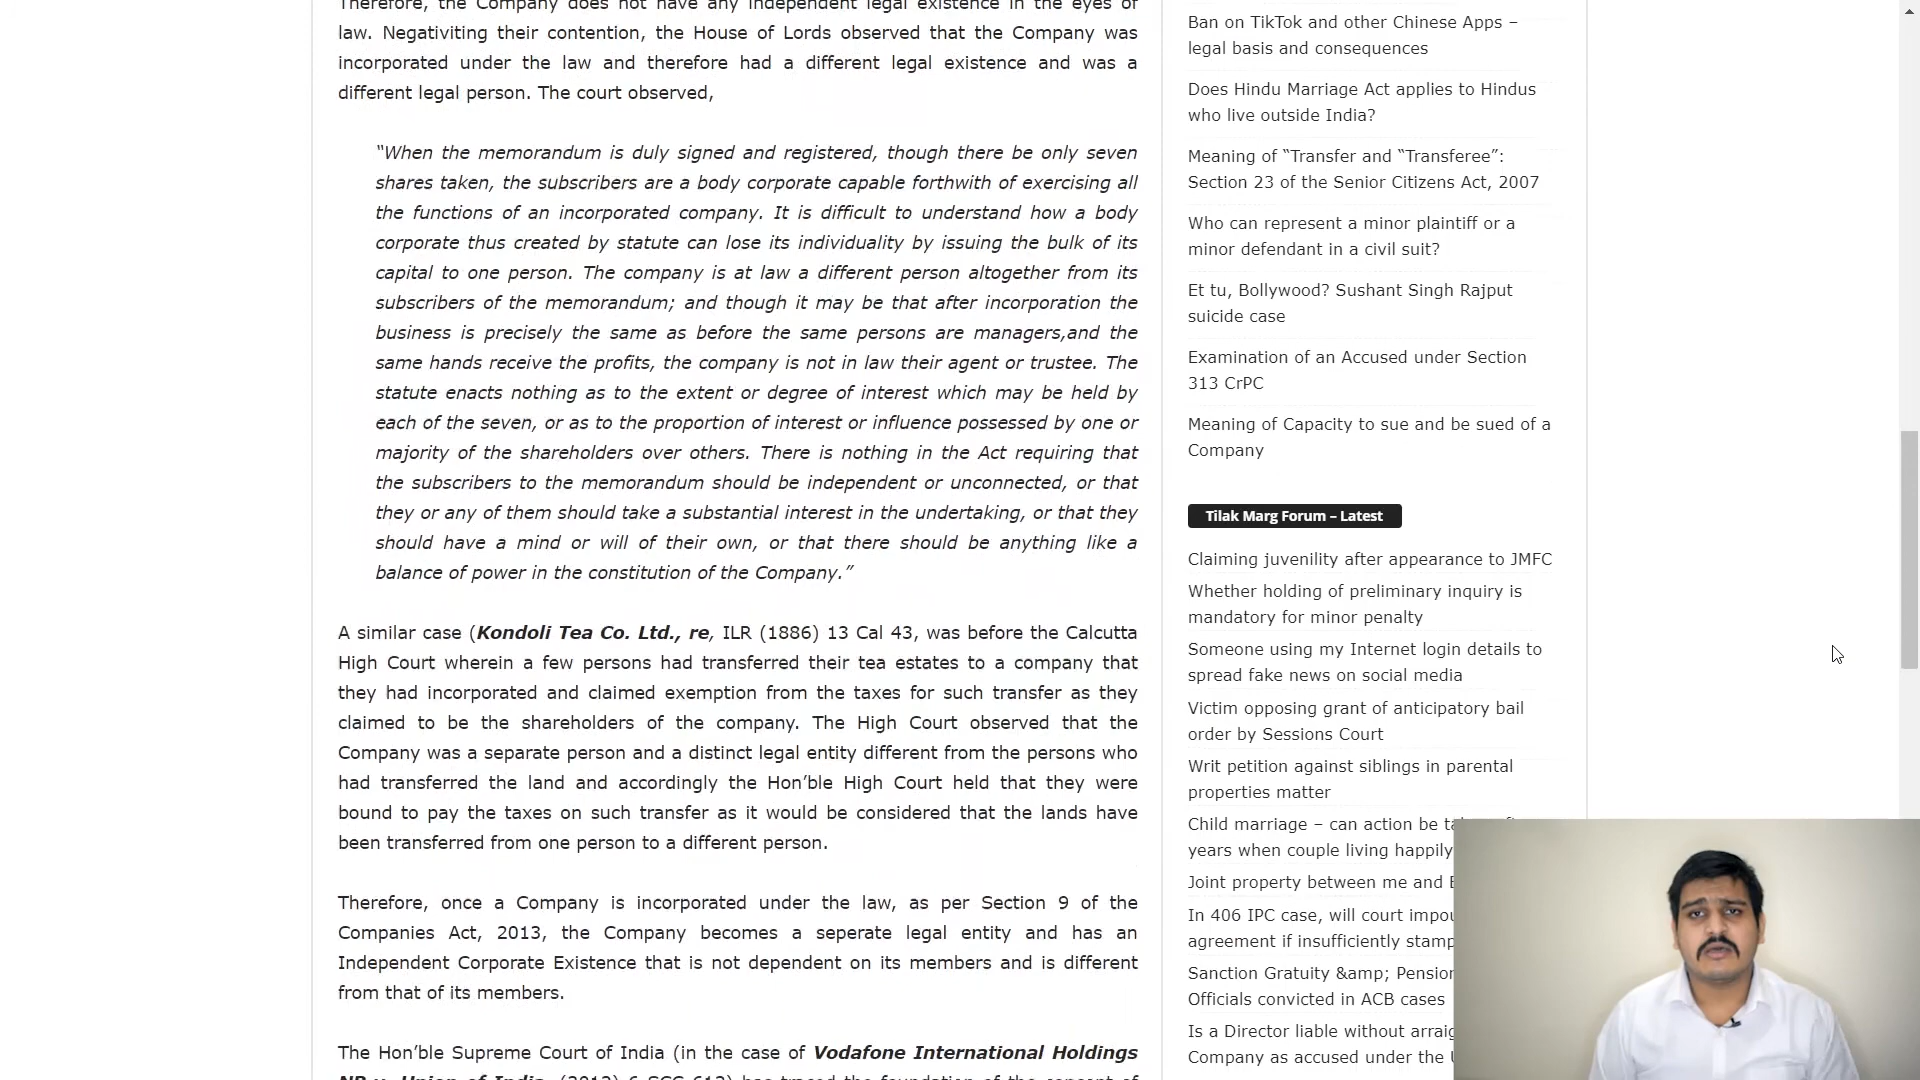 Therefore, the Company does not have any independent legal existence in the eyes of
law. Negativiting their contention, the House of Lords observed that the Company was
incorporated under the law and therefore had a different legal existence and was a
different legal person. The court observed,
“When the memorandum is duly signed and registered, though there be only seven
shares taken, the subscribers are a body corporate capable forthwith of exercising all
the functions of an incorporated company. It is difficult to understand how a body
corporate thus created by statute can lose its individuality by issuing the bulk of its
capital to one person. The company is at law a different person altogether from its
subscribers of the memorandum; and though it may be that after incorporation the
business is precisely the same as before the same persons are managers,and the
same hands receive the profits, the company is not in law their agent or trustee. The
statute enacts nothing as to the extent or degree of interest which may be held by
each of the seven, or as to the proportion of interest or influence possessed by one or
majority of the shareholders over others. There is nothing in the Act requiring that
the subscribers to the memorandum should be independent or unconnected, or that
they or any of them should take a substantial interest in the undertaking, or that they
should have a mind or will of their own, or that there should be anything like a
balance of power in the constitution of the Company.”
A similar case (Kondoli Tea Co. Ltd., re, ILR (1886) 13 Cal 43, was before the Calcutta
High Court wherein a few persons had transferred their tea estates to a company that
they had incorporated and claimed exemption from the taxes for such transfer as they
claimed to be the shareholders of the company. The High Court observed that the
Company was a separate person and a distinct legal entity different from the persons who
had transferred the land and accordingly the Hon’ble High Court held that they were
bound to pay the taxes on such transfer as it would be considered that the lands have
been transferred from one person to a different person.
Therefore, once a Company is incorporated under the law, as per Section 9 of the
Companies Act, 2013, the Company becomes a seperate legal entity and has an
Independent Corporate Existence that is not dependent on its members and is different
from that of its members.
The Hon’ble Supreme Court of India (in the case of Vodafone International Holdings
Ban on TikTok and other Chinese Apps –
legal basis and consequences
Does Hindu Marriage Act applies to Hindus
who live outside India?
Meaning of “Transfer and “Transferee”:
Section 23 of the Senior Citizens Act, 2007
Who can represent a minor plaintiff or a
minor defendant in a civil suit?
Et tu, Bollywood? Sushant Singh Rajput
suicide case
Examination of an Accused under Section
313 CrPC
Meaning of Capacity to sue and be sued of a
Company
Tilak Marg Forum – Latest
Claiming juvenility after appearance to JMFC
Whether holding of preliminary inquiry is
mandatory for minor penalty
Someone using my Internet login details to
spread fake news on social media
Victim opposing grant of anticipatory bail
order by Sessions Court
Writ petition against siblings in parental
properties matter
Child marriage – can action be
years when couple living happily
Joint property between me and
In 406 IPC case, will court
agreement if insufficiently
Sanction Gratuity &amp; Pension
Officials convicted in ACB cases
Is a Director liable without
Company as accused under the